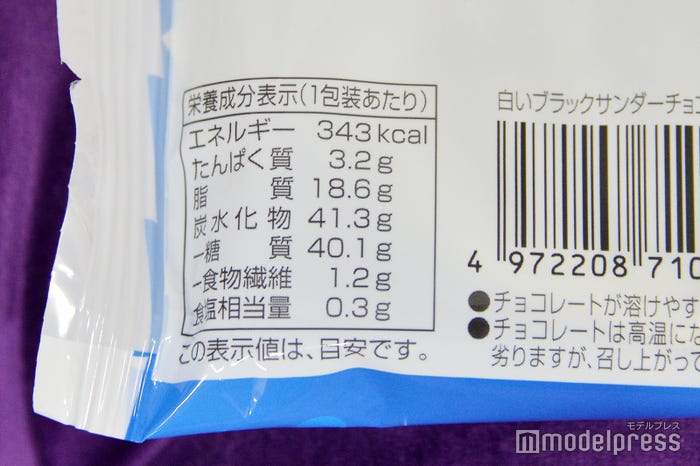 栄養成分表示(1包装あたり)
エネルギー 343kcal
たんぱく質 3.2g
脂質 18.6g
炭水化物 41.3g
-糖質 40.1g
-食物繊維 1.2g
食塩相当量 0.3g
この表示値は、目安です。
白いブラックサンダーチョコ
4 972208 710
●チョコレートが溶けやす
●チョコレートは高温にな
劣りますが、召し上がって
モデルプレス
modelpress